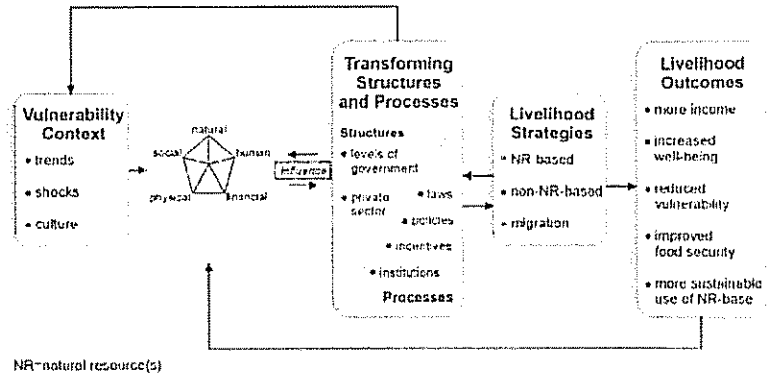 Vulnerability
Context
• trends
• shocks
• culture
natural
social
human
physical
financial
Influence
Transforming
Structures
and Processes
Structures
• levels of
government
• private
sector
• laws
• policies
• incentives
• institutions
Processes
Livelihood
Strategies
• NR-based
• non-NR-based
• migration
Livelihood
Outcomes
• more income
• increased
well-being
• reduced
vulnerability
• improved
food security
• more sustainable
use of NR-base
NR=natural resource(s)